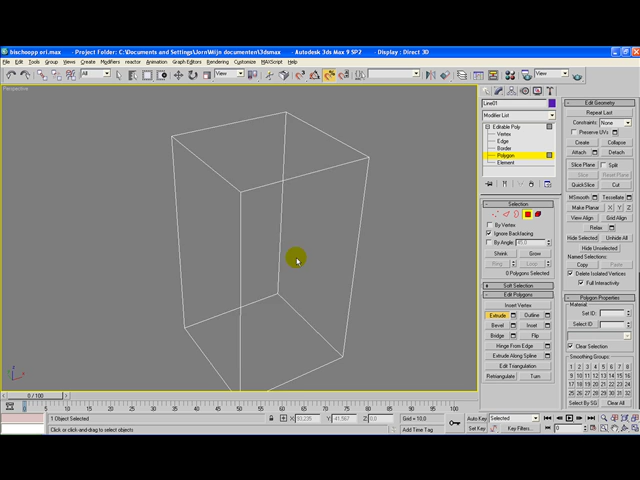 bischoopp ori.max - Project Folder: C:\Documents and Settings\Jorn\Mijn documenten\3dsmax - Autodesk 3ds Max 9 SP2 - Display : Direct 3D
File Edit Tools Group Views Create Modifiers reactor Animation Graph Editors Rendering Customize MAXScript Help
All View View
Perspective
Line01
Modifier List
Editable Poly
Vertex
Edge
Border
Polygon
Element
Selection
By Vertex
Ignore Backfacing
By Angle: 45,0
Shrink Grow
Ring Loop
0 Polygons Selected
Soft Selection
Edit Polygons
Insert Vertex
Extrude Outline
Bevel Inset
Bridge Flip
Hinge From Edge
Extrude Along Spline
Edit Triangulation
Retriangulate Turn
Edit Geometry
Repeat Last
Constraints: None
Preserve UVs
Create Collapse
Attach Detach
Slice Plane Split
Slice Reset Plane
QuickSlice Cut
MSmooth Tessellate
Make Planar X Y Z
View Align Grid Align
Relax
Hide Selected Unhide All
Hide Unselected
Named Selections:
Copy Paste
Delete Isolated Vertices
Full Interactivity
Polygon Properties
Material
Set ID:
Select ID
Clear Selection
Smoothing Groups
1 2 3 4 5 6 7 8
9 10 11 12 13 14 15 16
17 18 19 20 21 22 23 24
25 26 27 28 29 30 31 32
Select By SG Clear All
0 / 100
0 5 10 15 20 25 30 35 40 45 50 55 60 65 70 75 80 85 90 95 100
1 Object Selected X Y Z Grid = 10,0 Auto Key Selected
Click or click-and-drag to select objects Add Time Tag Set Key Key Filters... 0